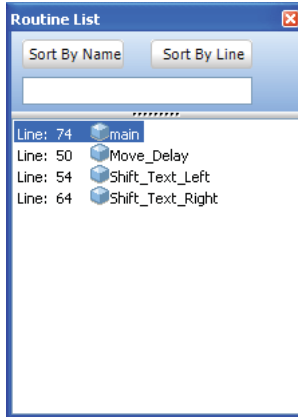 Routine List
Sort By Name Sort By Line
Line: 74 main
Line: 50 Move_Delay
Line: 54 Shift_Text_Left
Line: 64 Shift_Text_Right